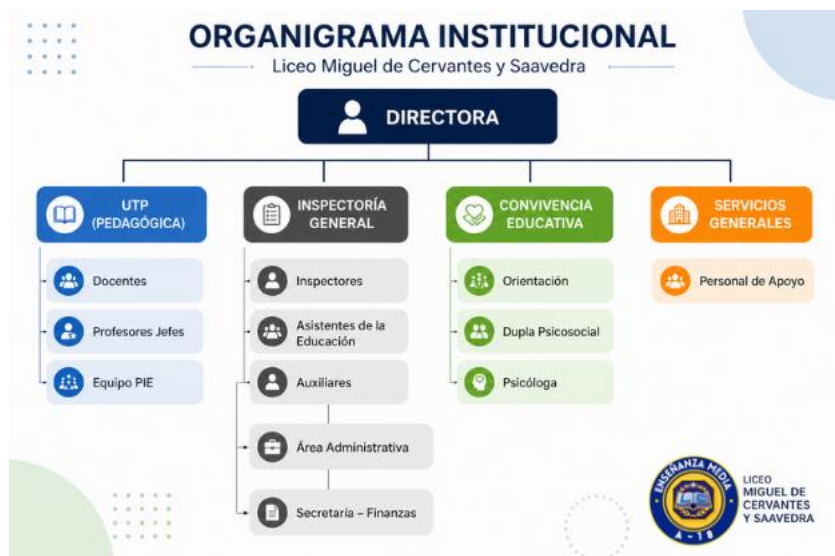 ORGANIGRAMA INSTITUCIONAL
Liceo Miguel de Cervantes y Saavedra
DIRECTORA
UTP
(PEDAGÓGICA)
Docentes
Profesores Jefes
Equipo PIE
INSPECTORÍA
GENERAL
Inspectores
Asistentes de la
Educación
Auxiliares
Área Administrativa
Secretaría – Finanzas
CONVIVENCIA
EDUCATIVA
Orientación
Dupla Psicosocial
Psicóloga
SERVICIOS
GENERALES
Personal de Apoyo
ENSEÑANZA MEDIA
A - 18
LICEO
MIGUEL DE
CERVANTES
Y SAAVEDRA